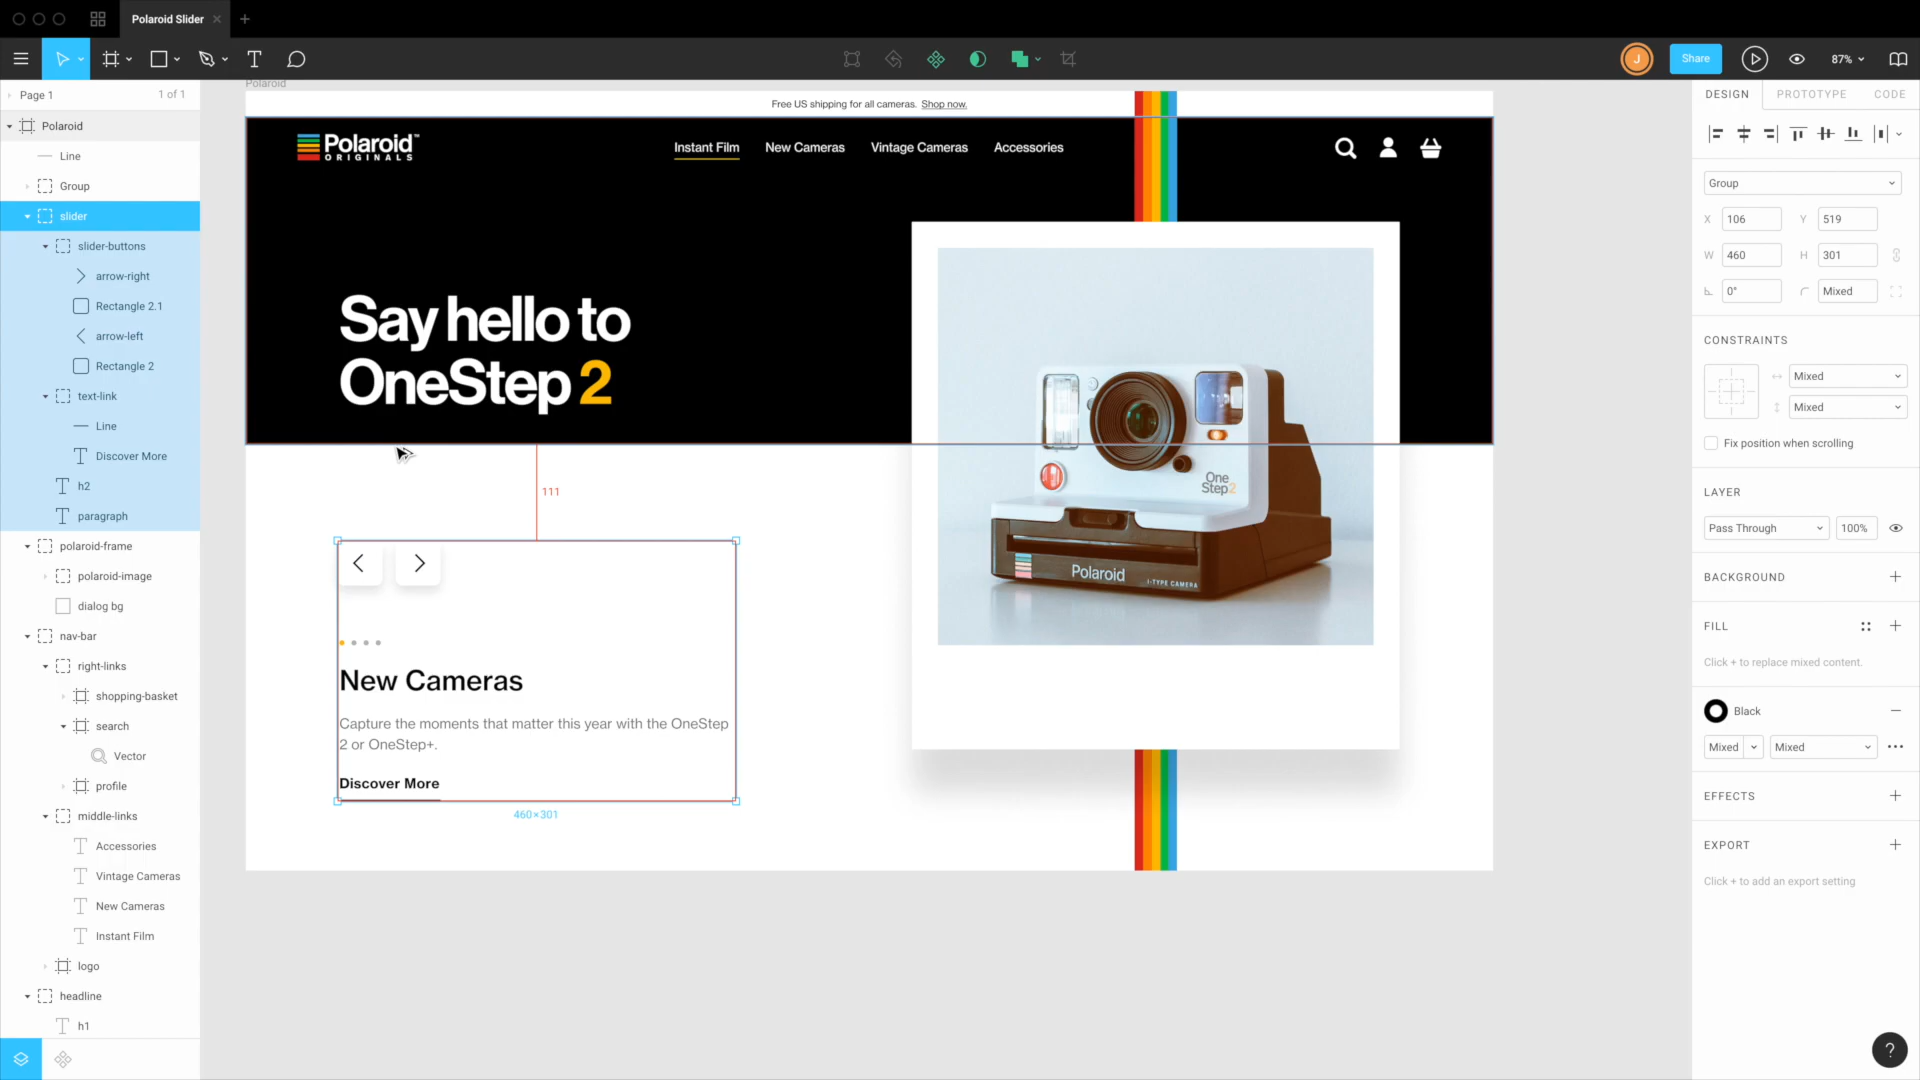 Polaroid Slider
J
Share
87%
Page 1
1 of 1
Polaroid
Line
Group
slider
slider-buttons
arrow-right
Rectangle 2.1
arrow-left
Rectangle 2
text-link
Line
Discover More
h2
paragraph
polaroid-frame
polaroid-image
dialog bg
nav-bar
right-links
shopping-basket
search
Vector
profile
middle-links
Accessories
Vintage Cameras
New Cameras
Instant Film
logo
headline
h1
Polaroid
Free US shipping for all cameras. Shop now.
Polaroid™
ORIGINALS
Instant Film
New Cameras
Vintage Cameras
Accessories
Say hello to
OneStep 2
111
New Cameras
Capture the moments that matter this year with the OneStep
2 or OneStep+.
Discover More
460×301
One
Step2
Polaroid
I-TYPE CAMERA
DESIGN
PROTOTYPE
CODE
Group
X 106
Y 519
W 460
H 301
0°
Mixed
CONSTRAINTS
Mixed
Mixed
Fix position when scrolling
LAYER
Pass Through
100%
BACKGROUND
FILL
Click + to replace mixed content.
Black
Mixed
Mixed
EFFECTS
EXPORT
Click + to add an export setting
?